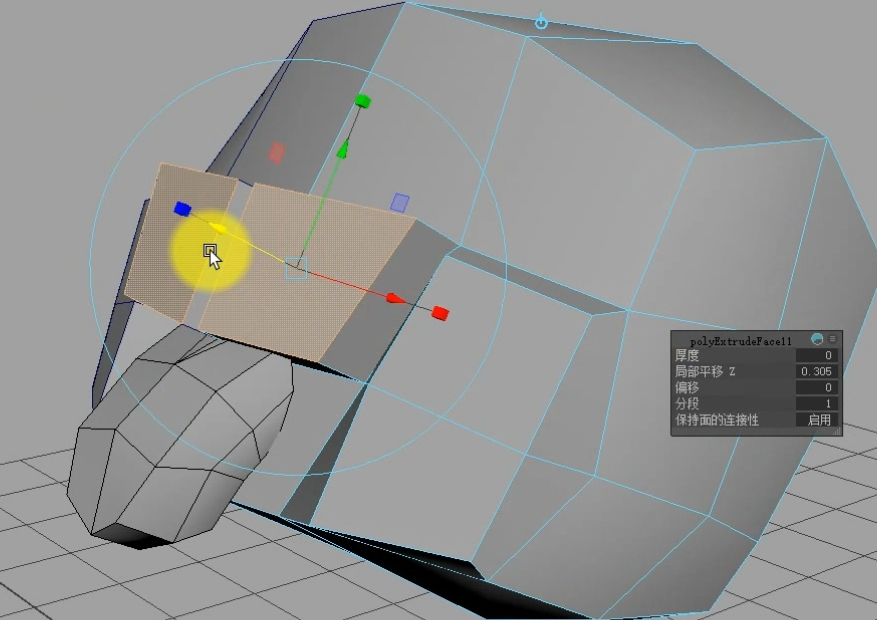 polyExtrudeFace11
厚度 0
局部平移 Z 0.305
偏移 0
分段 1
保持面的连接性 启用